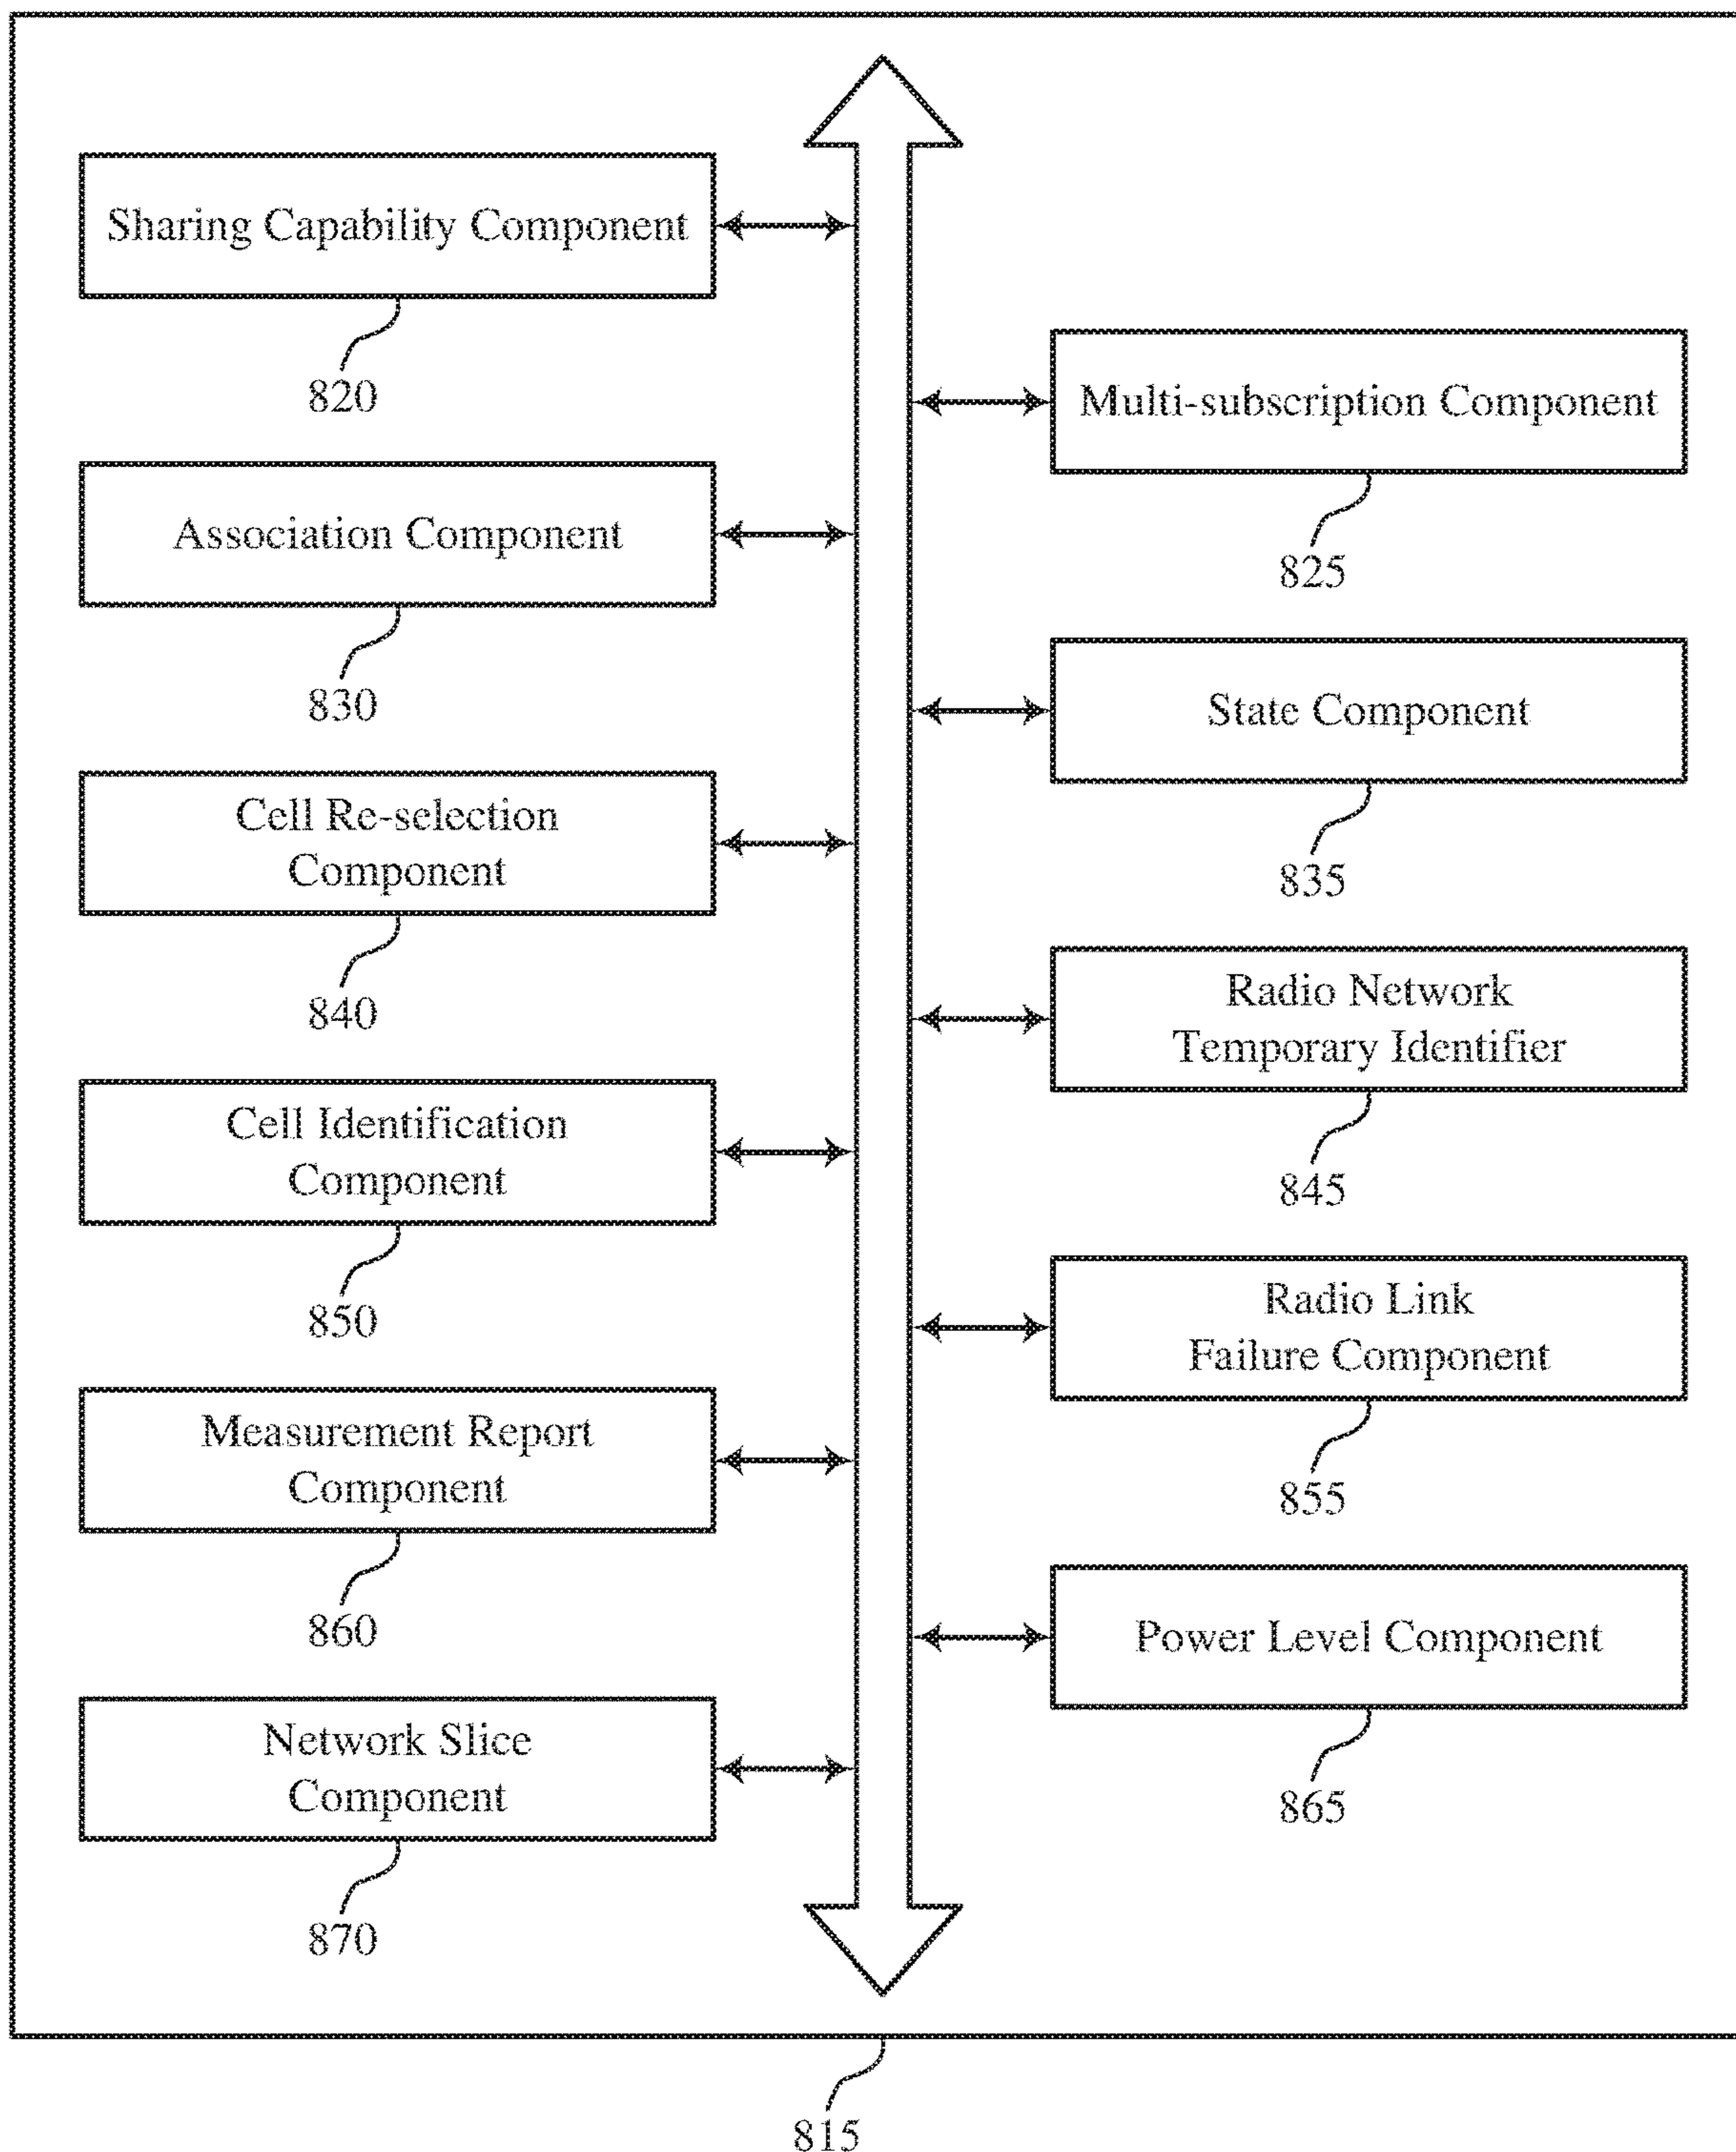 Sharing Capability Component
820
Multi-subscription Component
825
Association Component
830
State Component
835
Cell Re-selection
Component
840
Radio Network
Temporary Identifier
845
Cell Identification
Component
850
Radio Link
Failure Component
855
Measurement Report
Component
860
Power Level Component
865
Network Slice
Component
870
815